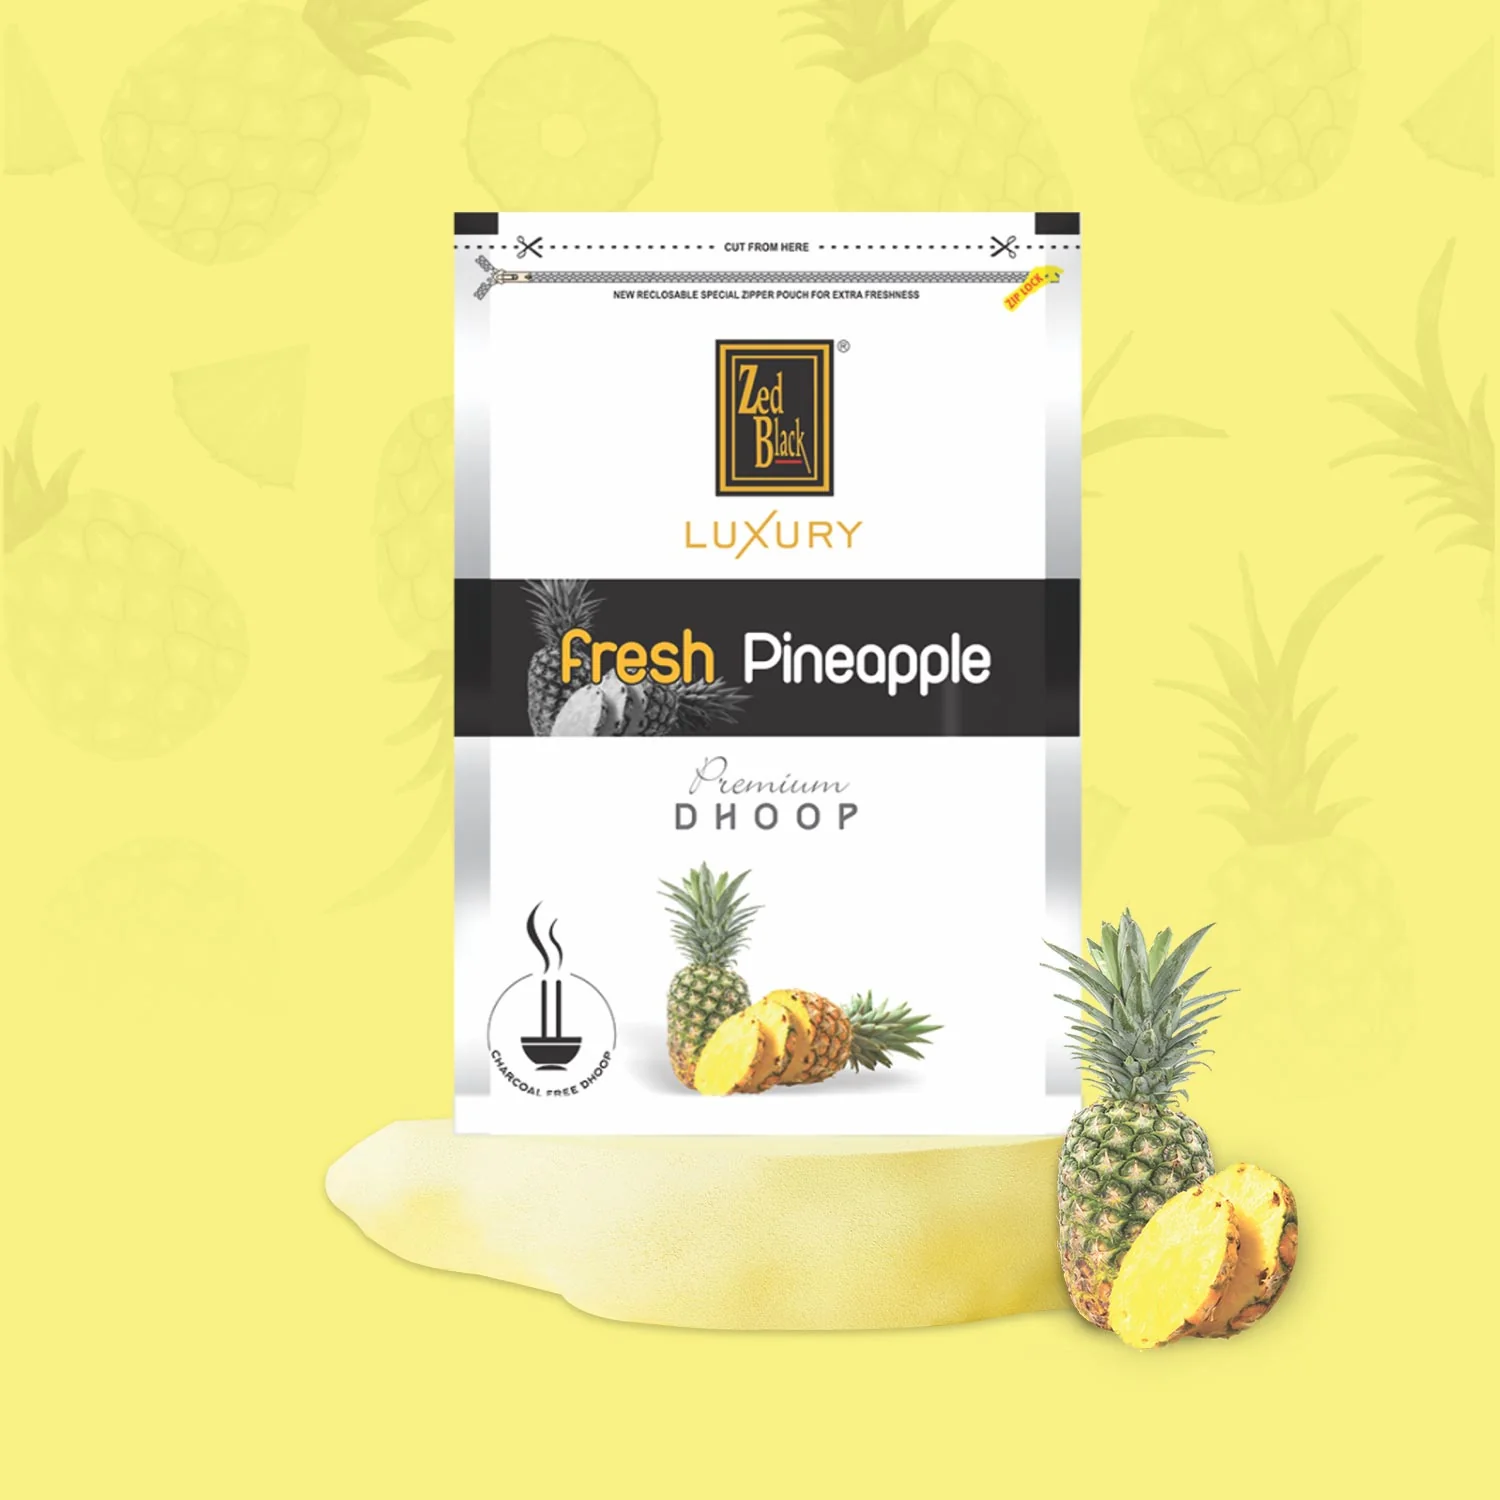 CUT FROM HERE
ZIP LOCK
NEW RECLOSABLE SPECIAL ZIPPER POUCH FOR EXTRA FRESHNESS
Zed
Black
®
LUXURY
Fresh Pineapple
Premium
DHOOP
CHARCOAL FREE DHOOP